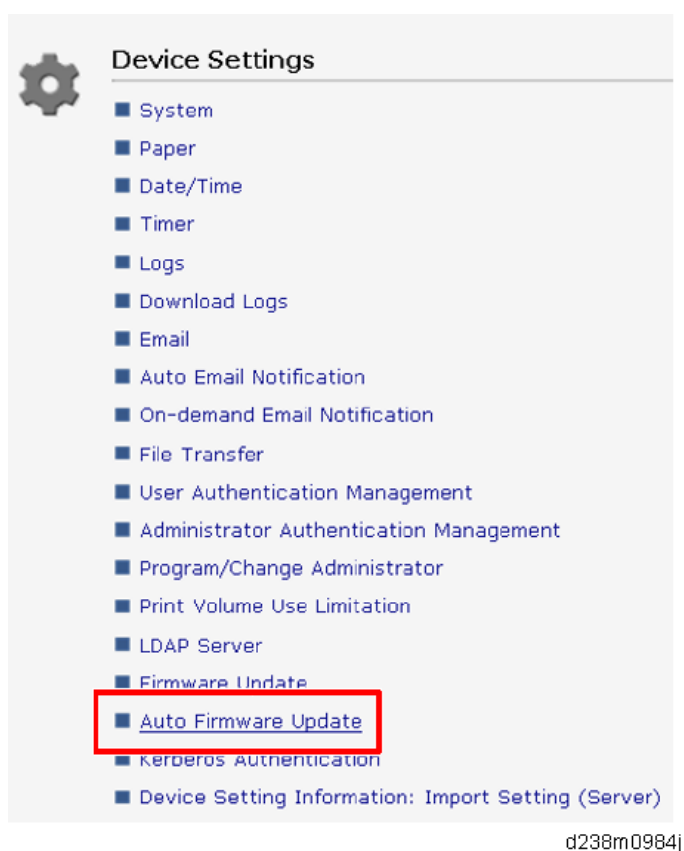 Device Settings
System
Paper
Date/Time
Timer
Logs
Download Logs
Email
Auto Email Notification
On-demand Email Notification
File Transfer
User Authentication Management
Administrator Authentication Management
Program/Change Administrator
Print Volume Use Limitation
LDAP Server
Firmware Update
Auto Firmware Update
Kerberos Authentication
Device Setting Information: Import Setting (Server)
d238m0984j